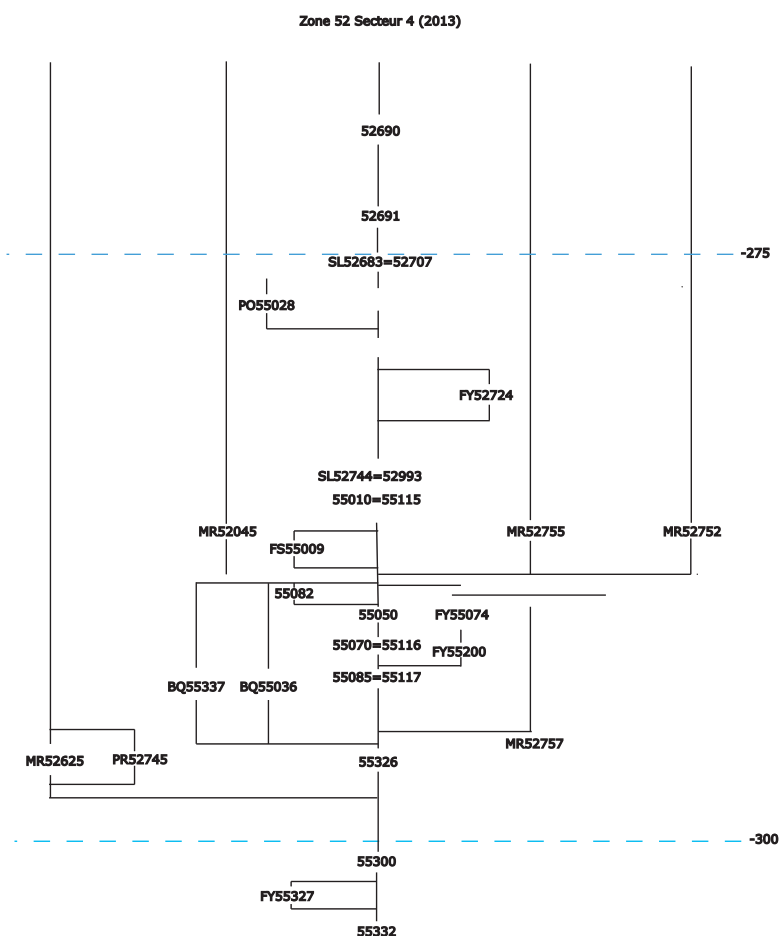 Zone 52 Secteur 4 (2013)
52690
52691
-275
SL52683=52707
PO55028
FY52724
SL52744=52993
55010=55115
MR52045
MR52755
MR52752
FS55009
55082
55050
FY55074
55070=55116
FY55200
55085=55117
BQ55337
BQ55036
MR52757
MR52625
PR52745
55326
-300
55300
FY55327
55332